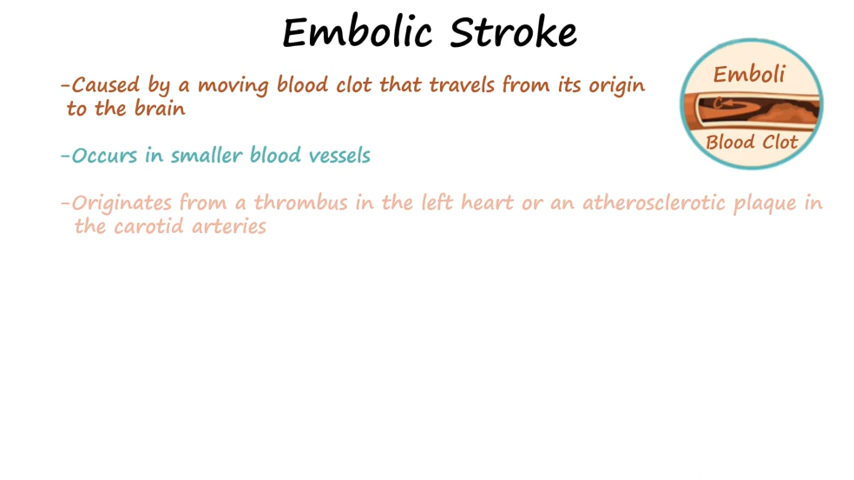 Embolic Stroke
-Caused by a moving blood clot that travels from its origin
to the brain
Emboli
Blood Clot
-Occurs in smaller blood vessels
-Originates from a thrombus in the left heart or an atherosclerotic plaque in
the carotid arteries